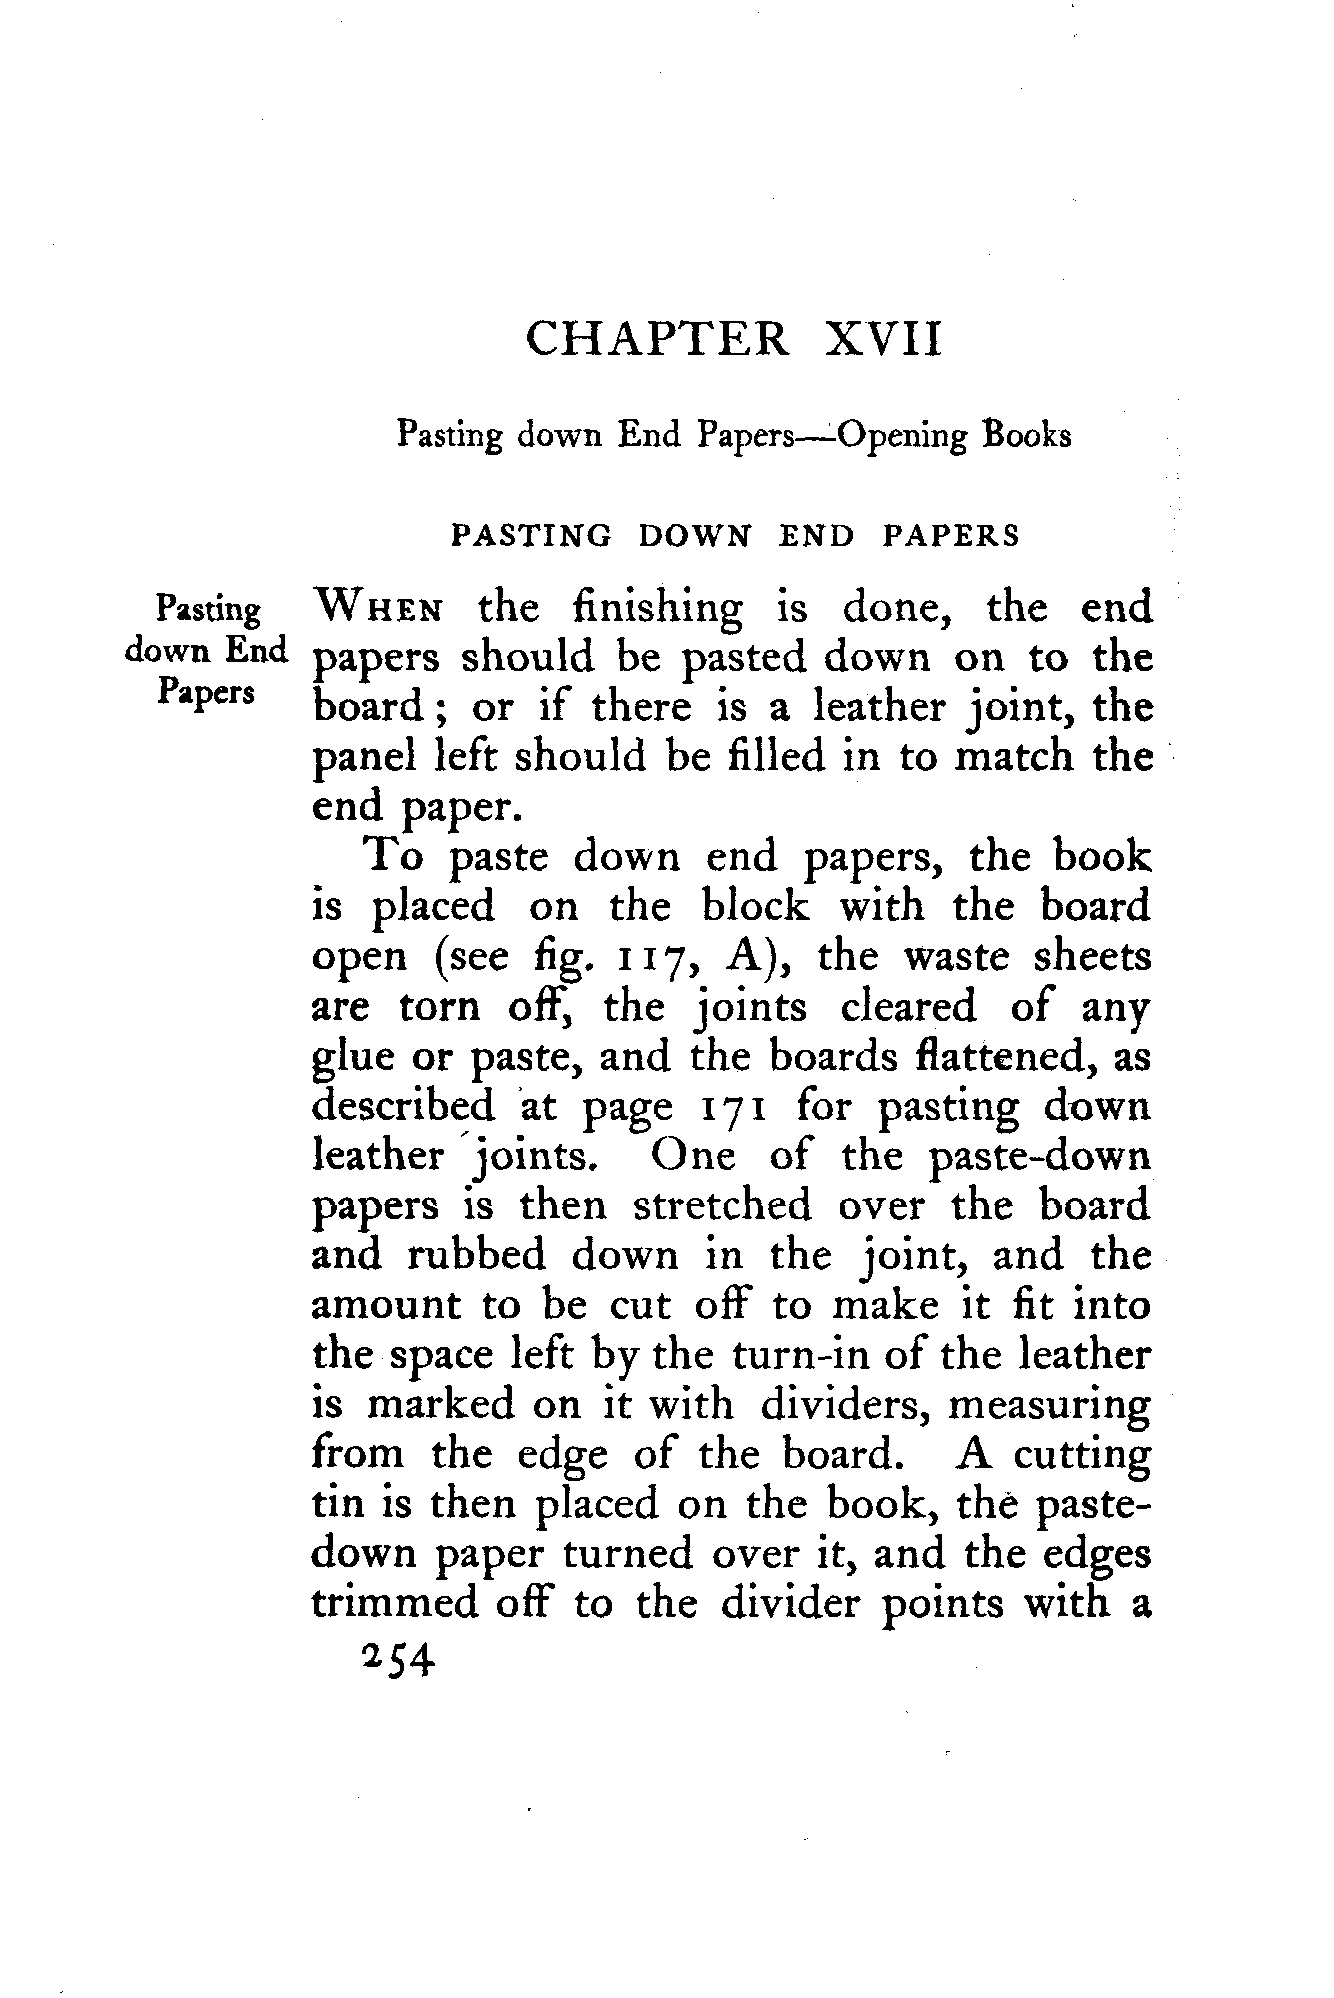 CHAPTER XVII
Pasting down End Papers—Opening Books
PASTING DOWN END PAPERS
Pasting
down End
Papers
WHEN the finishing is done, the end
papers should be pasted down on to the
board; or if there is a leather joint, the
panel left should be filled in to match the
end paper.
To paste down end papers, the book
is placed on the block with the board
open (see fig. 117, A), the waste sheets
are torn off, the joints cleared of any
glue or paste, and the boards flattened, as
described at page 171 for pasting down
leather joints. One of the paste-down
papers is then stretched over the board
and rubbed down in the joint, and the
amount to be cut off to make it fit into
the space left by the turn-in of the leather
is marked on it with dividers, measuring
from the edge of the board. A cutting
tin is then placed on the book, the paste-
down paper turned over it, and the edges
trimmed off to the divider points with a
254